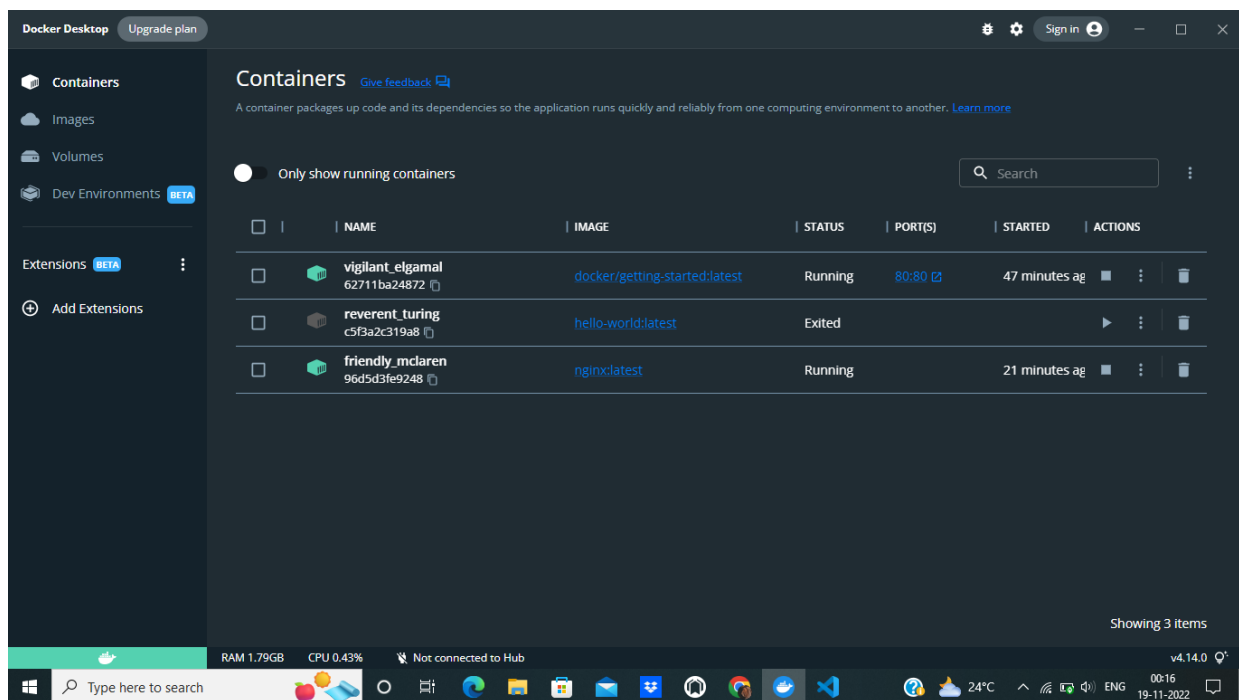 Docker Desktop Upgrade plan Sign in
Containers
Images
Volumes
Dev Environments BETA
Extensions BETA
Add Extensions
Containers Give feedback
A container packages up code and its dependencies so the application runs quickly and reliably from one computing environment to another. Learn more
Only show running containers Search
NAME IMAGE STATUS PORT(S) STARTED ACTIONS
vigilant_elgamal
62711ba24872 docker/getting-started:latest Running 80:80 47 minutes ag
reverent_turing
c5f3a2c319a8 hello-world:latest Exited
friendly_mclaren
96d5d3fe9248 nginx:latest Running 21 minutes ag
Showing 3 items
RAM 1.79GB CPU 0.43% Not connected to Hub v4.14.0
Type here to search 24°C ENG 00:16
19-11-2022